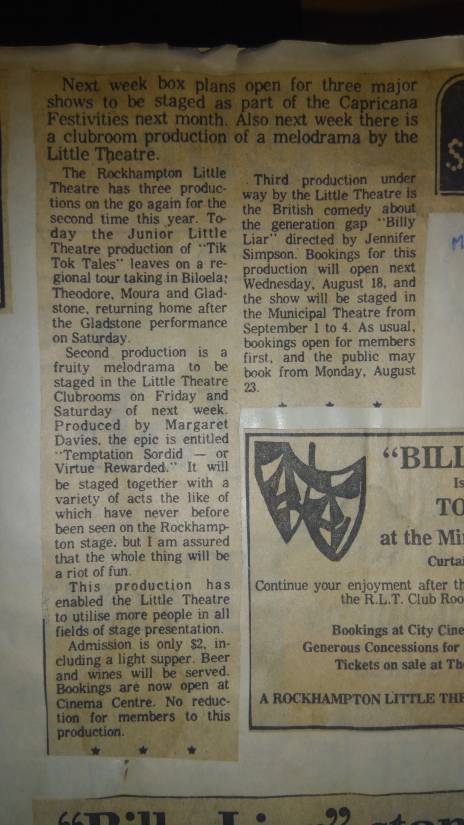 Next week box plans open for three major
shows to be staged as part of the Capricana
Festivities next month. Also next week there is
a clubroom production of a melodrama by the
Little Theatre.
The Rockhampton Little
Theatre has three produc-
tions on the go again for the
second time this year. To-
day the Junior Little
Theatre production of "Tik
Tok Tales" leaves on a re-
gional tour taking in Biloela;
Theodore, Moura and Glad-
stone, returning home after
the Gladstone performance
on Saturday.
Second production is a
fruity melodrama to be
staged in the Little Theatre
Clubrooms on Friday and
Saturday of next week.
Produced by Margaret
Davies, the epic is entitled
"Temptation Sordid — or
Virtue Rewarded." It will
be staged together with a
variety of acts the like of
which have never before
been seen on the Rockhamp-
ton stage, but I am assured
that the whole thing will be
a riot of fun.
This production has
enabled the Little Theatre
to utilise more people in all
fields of stage presentation.
Admission is only $2, in-
cluding a light supper. Beer
and wines will be served.
Bookings are now open at
Cinema Centre. No reduc-
tion for members to this
production.
Third production under
way by the Little Theatre is
the British comedy about
the generation gap "Billy
Liar" directed by Jennifer
Simpson. Bookings for this
production will open next
Wednesday, August 18, and
the show will be staged in
the Municipal Theatre from
September 1 to 4. As usual,
bookings open for members
first, and the public may
book from Monday, August
23.
S
M
"BILL
Is
TO
at the Mu
Curtai
Continue your enjoyment after th
the R.L.T. Club Roo
Bookings at City Cine
Generous Concessions for
Tickets on sale at The
A ROCKHAMPTON LITTLE THE
"Billy Liar"